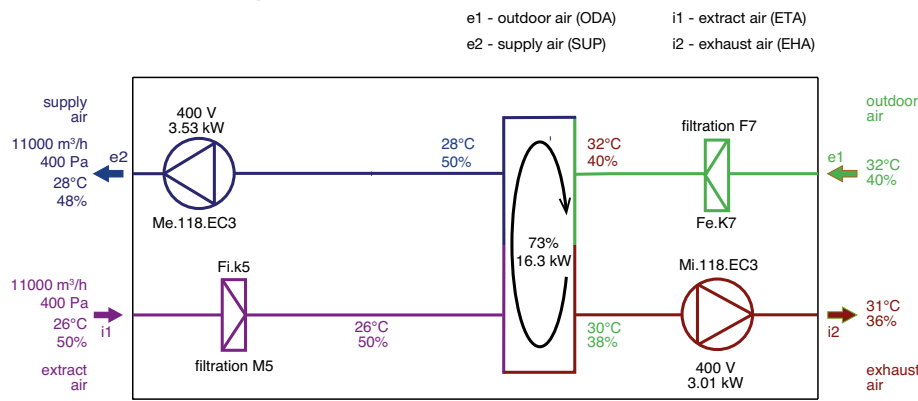 e1 - outdoor air (ODA)
i1 - extract air (ETA)
e2 - supply air (SUP)
i2 - exhaust air (EHA)
supply
air
11000 m³/h
400 Pa
28°C
48%
e2
400 V
3.53 kW
Me.118.EC3
28°C
50%
32°C
40%
filtration F7
Fe.K7
outdoor
air
e1
32°C
40%
73%
16.3 kW
11000 m³/h
400 Pa
26°C
50%
i1
extract
air
Fi.k5
filtration M5
26°C
50%
30°C
38%
Mi.118.EC3
400 V
3.01 kW
i2
31°C
36%
exhaust
air